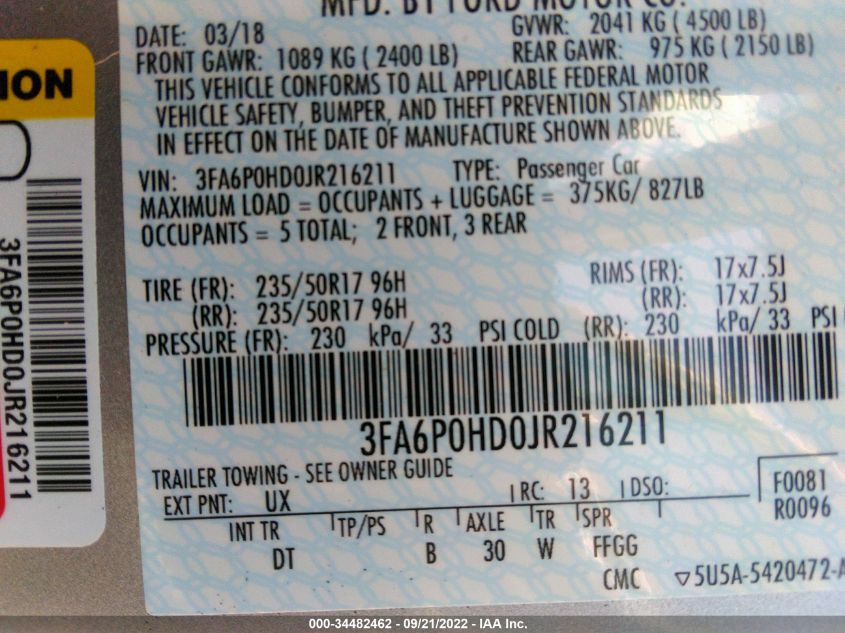 MFD. BY FORD MOTOR CO.
DATE: 03/18 GVWR: 2041 KG ( 4500 LB)
FRONT GAWR: 1089 KG ( 2400 LB) REAR GAWR: 975 KG ( 2150 LB)
THIS VEHICLE CONFORMS TO ALL APPLICABLE FEDERAL MOTOR
VEHICLE SAFETY, BUMPER, AND THEFT PREVENTION STANDARDS
IN EFFECT ON THE DATE OF MANUFACTURE SHOWN ABOVE.
VIN: 3FA6P0HD0JR216211 TYPE: Passenger Car
MAXIMUM LOAD = OCCUPANTS + LUGGAGE = 375KG/ 827LB
OCCUPANTS = 5 TOTAL; 2 FRONT, 3 REAR
TIRE (FR): 235/50R17 96H RIMS (FR): 17x7.5J
(RR): 235/50R17 96H (RR): 17x7.5J
PRESSURE (FR): 230 kPa/ 33 PSI COLD (RR): 230 kPa/ 33 PSI
3FA6P0HD0JR216211
TRAILER TOWING - SEE OWNER GUIDE
EXT PNT: UX RC: 13 DSO: F0081
R0096
INT TR TP/PS R AXLE TR SPR
DT B 30 W FFGG
CMC 5U5A-5420472-A
ION
3FA6P0HD0JR216211
000-34482462 - 09/21/2022 - IAA Inc.